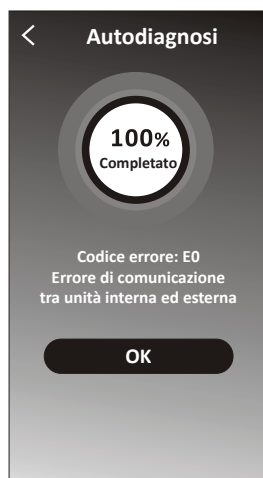 Autodiagnosi
100%
Completato
Codice errore: E0
Errore di comunicazione
tra unità interna ed esterna
OK